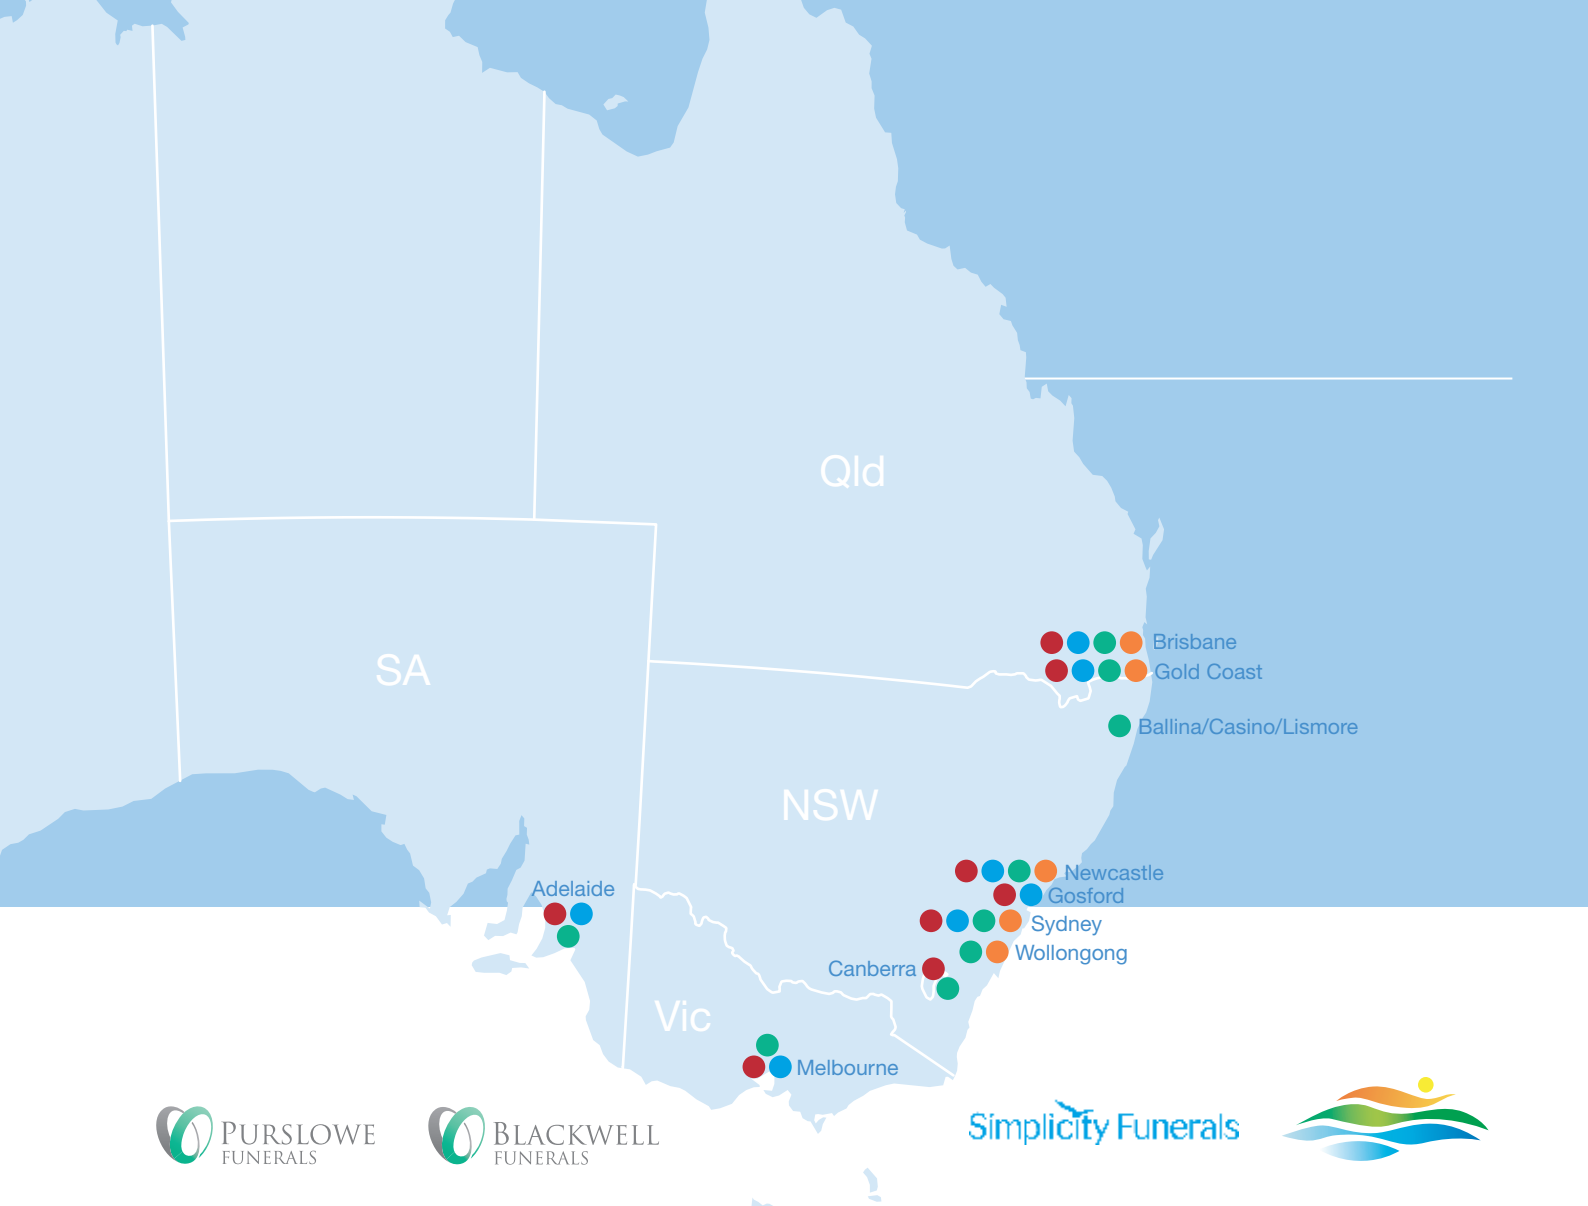 Qld
Brisbane
SA
Gold Coast
Ballina/Casino/Lismore
NSW
Newcastle
Adelaide
Gosford
Sydney
Wollongong
Canberra
Vic
Melbourne
PURSLOWE
FUNERALS
BLACKWELL
FUNERALS
Simplicity Funerals